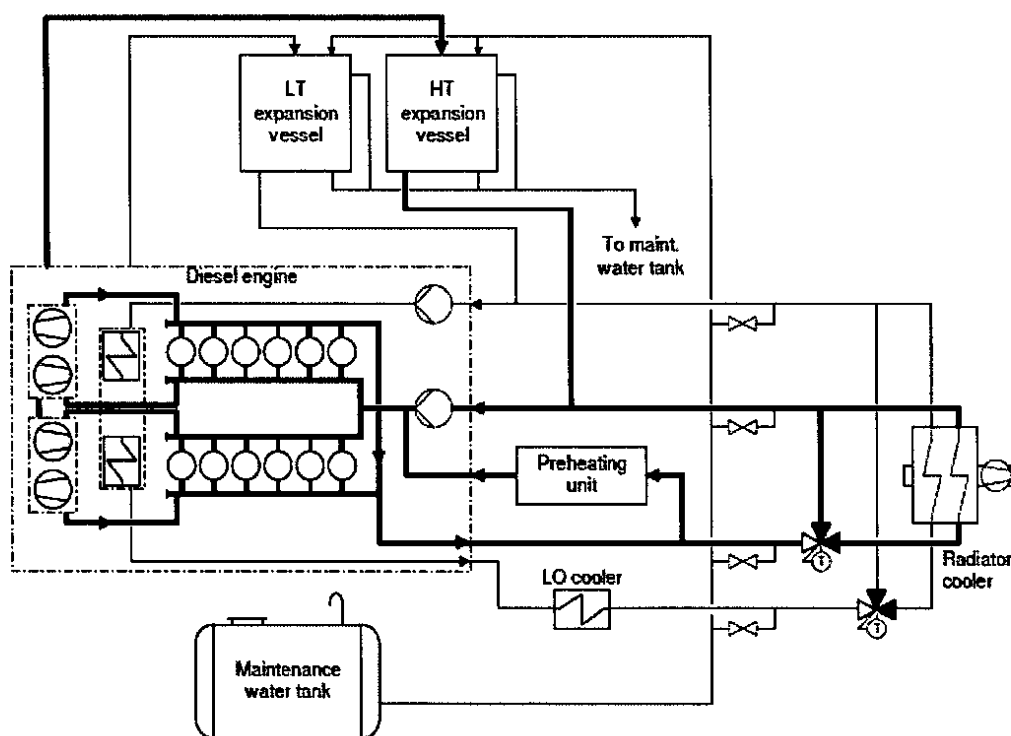 LT
expansion
vessel
HT
expansion
vessel
To maint.
water tank
Diesel engine
Preheating
unit
Radiator
cooler
LO cooler
T
T
Maintenance
water tank